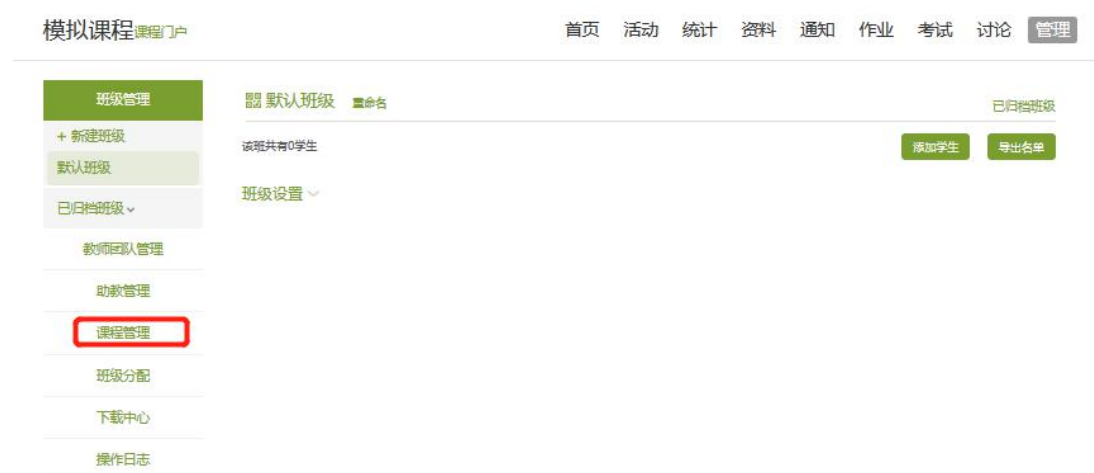 模拟课程课程门户 首页 活动 统计 资料 通知 作业 考试 讨论 管理
班级管理
+ 新建班级
默认班级
已归档班级
教师团队管理
助教管理
课程管理
班级分配
下载中心
操作日志
默认班级 重命名 已归档班级
该班共有0学生 添加学生 导出名单
班级设置